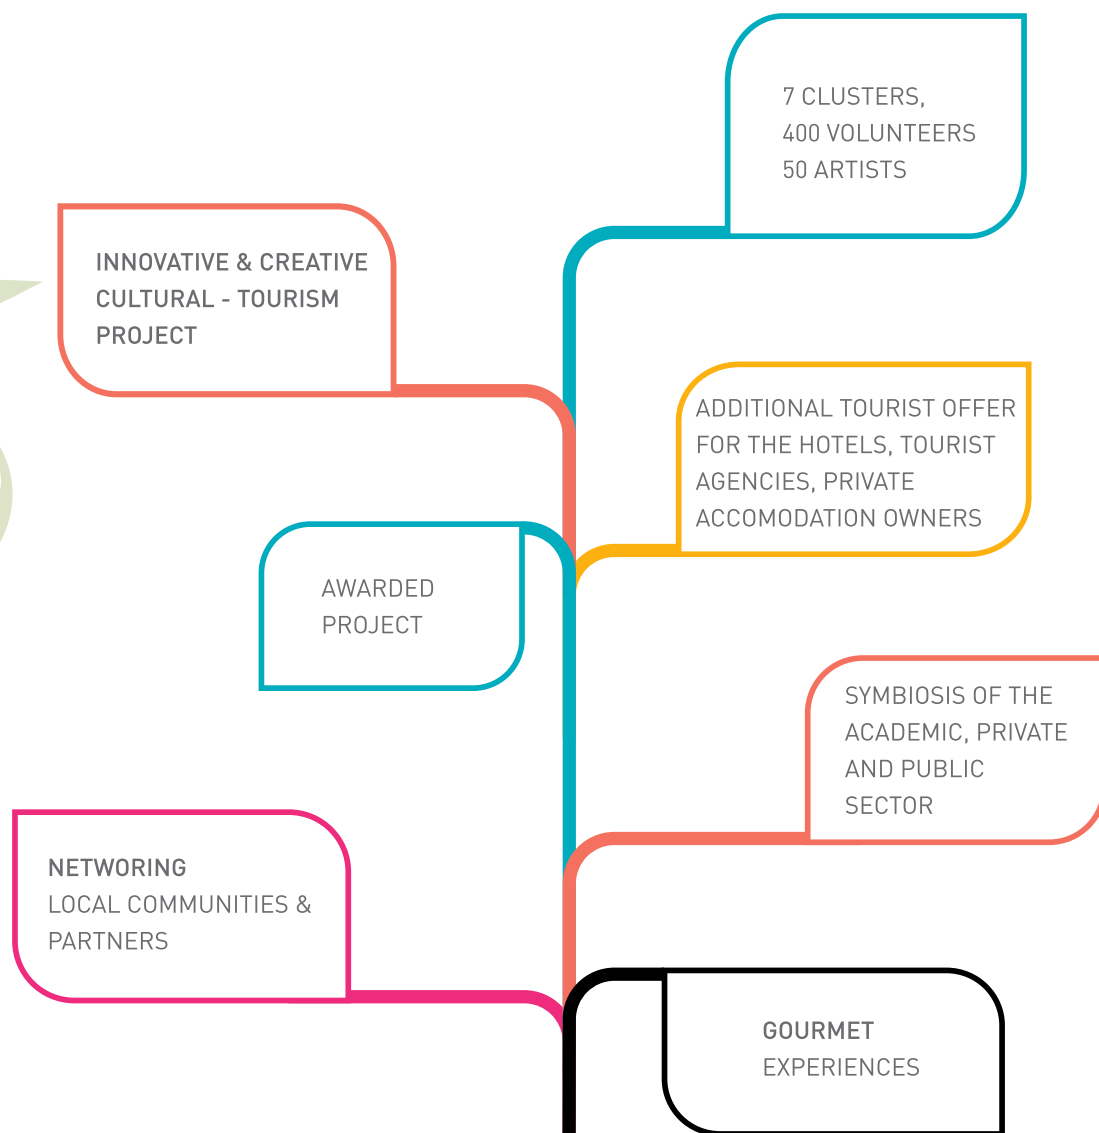 7 CLUSTERS,
400 VOLUNTEERS
50 ARTISTS
INNOVATIVE & CREATIVE
CULTURAL - TOURISM
PROJECT
ADDITIONAL TOURIST OFFER
FOR THE HOTELS, TOURIST
AGENCIES, PRIVATE
ACCOMODATION OWNERS
AWARDED
PROJECT
SYMBIOSIS OF THE
ACADEMIC, PRIVATE
AND PUBLIC
SECTOR
NETWORING
LOCAL COMMUNITIES &
PARTNERS
GOURMET
EXPERIENCES